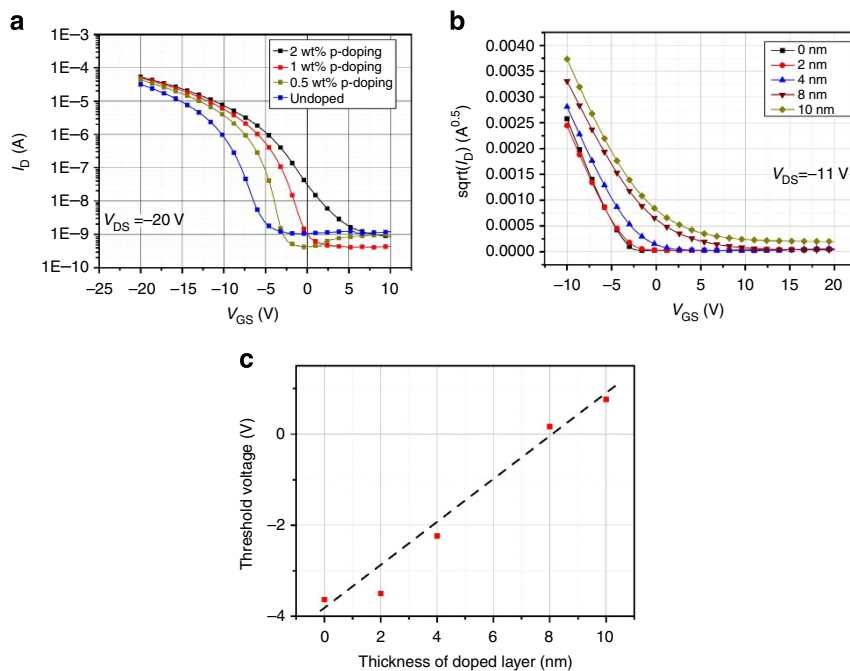 a
1E−3
1E−4
1E−5
1E−6
1E−7
1E−8
1E−9
1E−10
I_D (A)
2 wt% p-doping
1 wt% p-doping
0.5 wt% p-doping
Undoped
V_DS =−20 V
−25 −20 −15 −10 −5 0 5 10
V_GS (V)
b
0.0040
0.0035
0.0030
0.0025
0.0020
0.0015
0.0010
0.0005
0.0000
sqrt(I_D) (A^0.5)
0 nm
2 nm
4 nm
8 nm
10 nm
V_DS=−11 V
−10 −5 0 5 10 15 20
V_GS (V)
c
0
−2
−4
Threshold voltage (V)
0 2 4 6 8 10
Thickness of doped layer (nm)